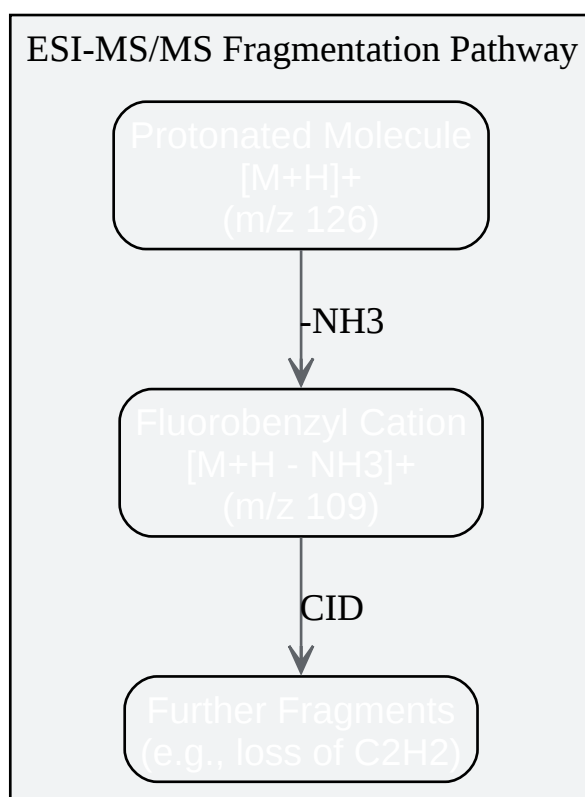 ESI-MS/MS Fragmentation Pathway
Protonated Molecule
[M+H]+
(m/z 126)
-NH3
Fluorobenzyl Cation
[M+H - NH3]+
(m/z 109)
CID
Further Fragments
(e.g., loss of C2H2)